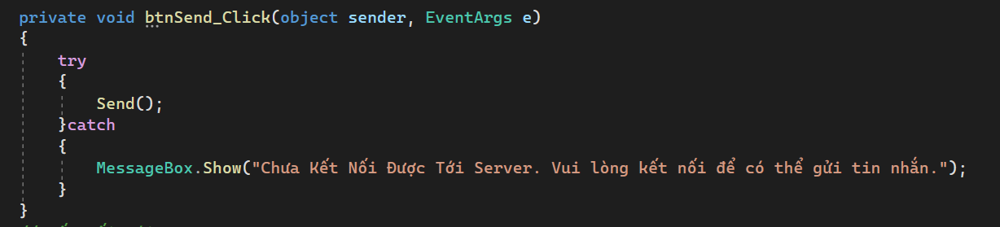 private void btnSend_Click(object sender, EventArgs e)
{
try
{
Send();
}catch
{
MessageBox.Show("Chưa Kết Nối Được Tới Server. Vui lòng kết nối để có thể gửi tin nhắn.");
}
}